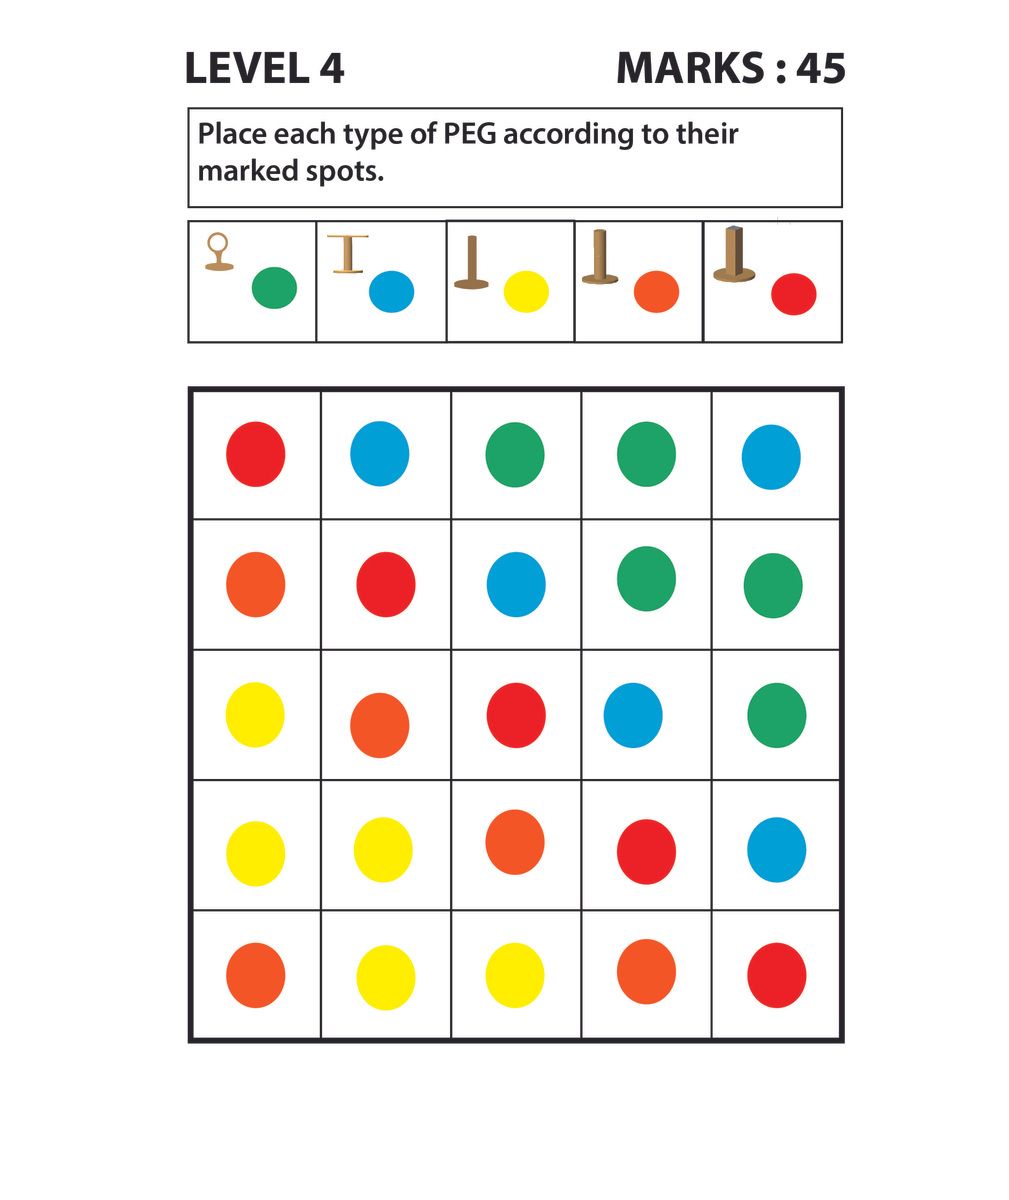 LEVEL 4
MARKS : 45
Place each type of PEG according to their
marked spots.